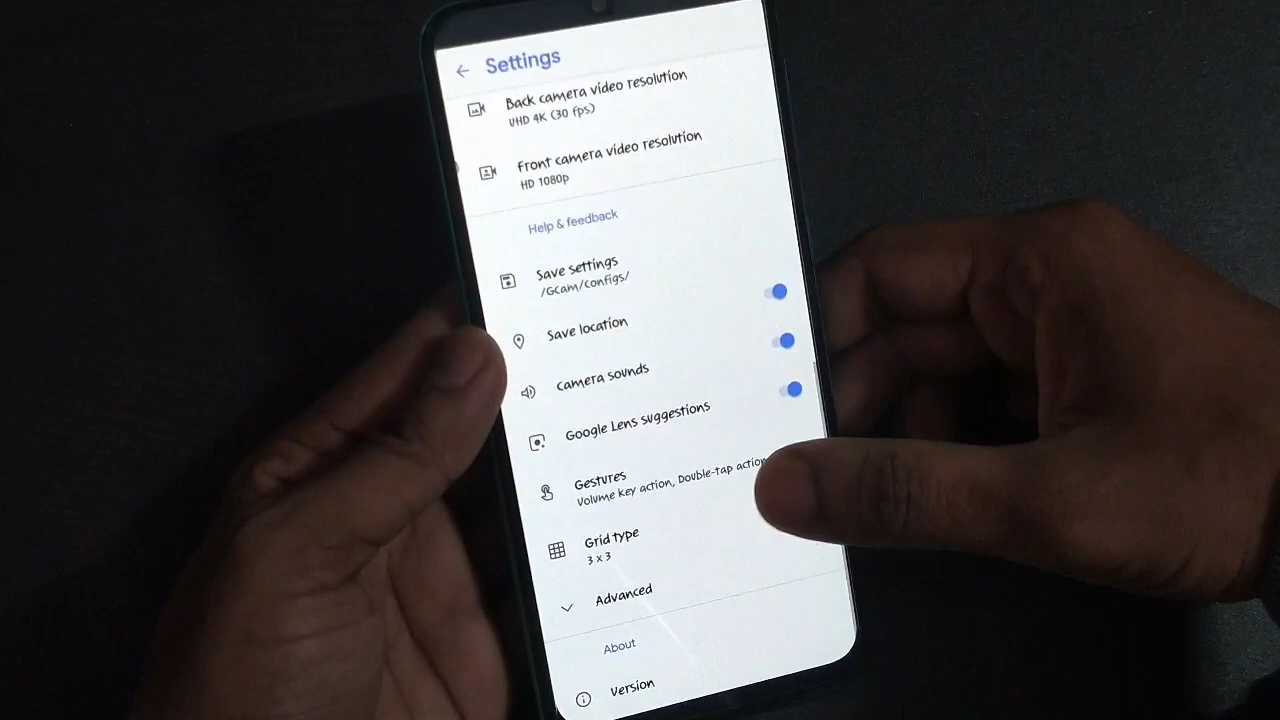 Settings
Back camera video resolution
UHD 4K (30 fps)
Front camera video resolution
HD 1080p
Help & feedback
Save settings
/GCam/configs/
Save location
Camera sounds
Google Lens suggestions
Gestures
Volume key action, Double-tap action
Grid type
3 x 3
Advanced
About
Version